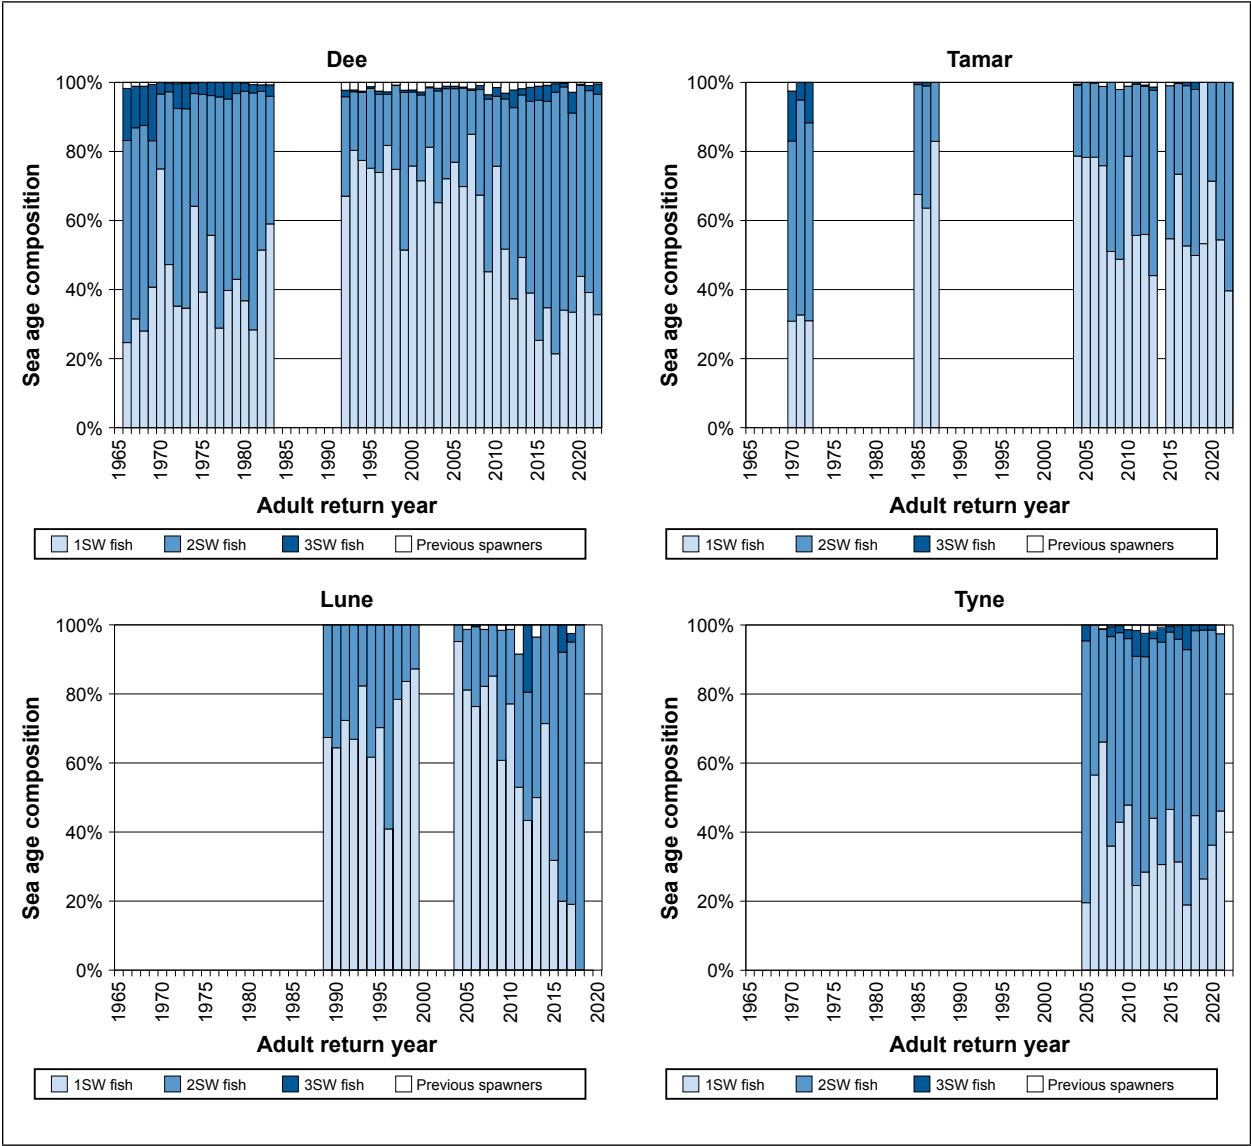 Dee
Sea age composition
100%
80%
60%
40%
20%
0%
1965 1970 1975 1980 1985 1990 1995 2000 2005 2010 2015 2020
Adult return year
1SW fish 2SW fish 3SW fish Previous spawners
Tamar
Sea age composition
100%
80%
60%
40%
20%
0%
1965 1970 1975 1980 1985 1990 1995 2000 2005 2010 2015 2020
Adult return year
1SW fish 2SW fish 3SW fish Previous spawners
Lune
Sea age composition
100%
80%
60%
40%
20%
0%
1965 1970 1975 1980 1985 1990 1995 2000 2005 2010 2015 2020
Adult return year
1SW fish 2SW fish 3SW fish Previous spawners
Tyne
Sea age composition
100%
80%
60%
40%
20%
0%
1965 1970 1975 1980 1985 1990 1995 2000 2005 2010 2015 2020
Adult return year
1SW fish 2SW fish 3SW fish Previous spawners